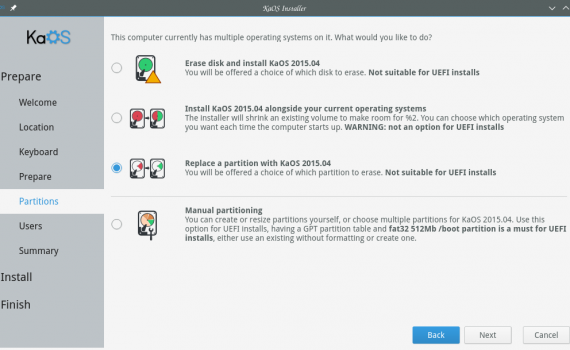 KaOS Installer
KaOS
Prepare
Welcome
Location
Keyboard
Prepare
Partitions
Users
Summary
Install
Finish
This computer currently has multiple operating systems on it. What would you like to do?
Erase disk and install KaOS 2015.04
You will be offered a choice of which disk to erase. Not suitable for UEFI installs
Install KaOS 2015.04 alongside your current operating systems
The installer will shrink an existing volume to make room for %2. You can choose which operating system
you want each time the computer starts up. WARNING: not an option for UEFI installs
Replace a partition with KaOS 2015.04
You will be offered a choice of which partition to erase. Not suitable for UEFI installs
Manual partitioning
You can create or resize partitions yourself, or choose multiple partitions for KaOS 2015.04. Use this
option for UEFI installs, having a GPT partition table and fat32 512Mb /boot partition is a must for UEFI
installs, either use an existing without formatting or create one.
Back
Next
Cancel